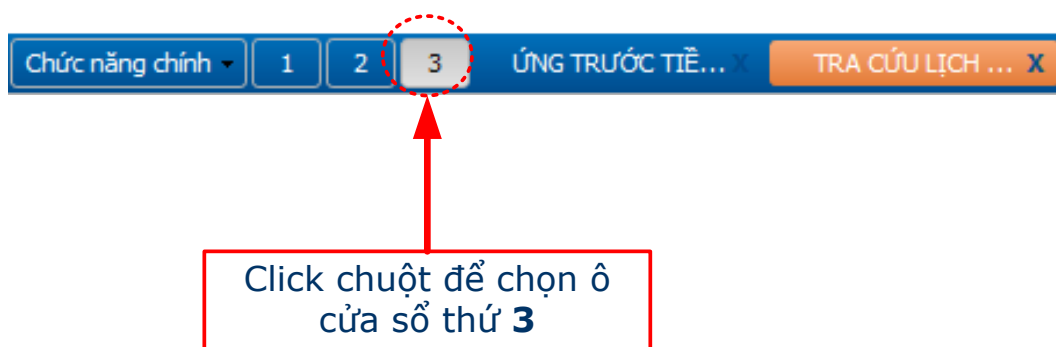 Chức năng chính 1 2 3 ỨNG TRƯỚC TIỀ... X TRA CỨU LỊCH ... X
Click chuột để chọn ô
cửa sổ thứ 3